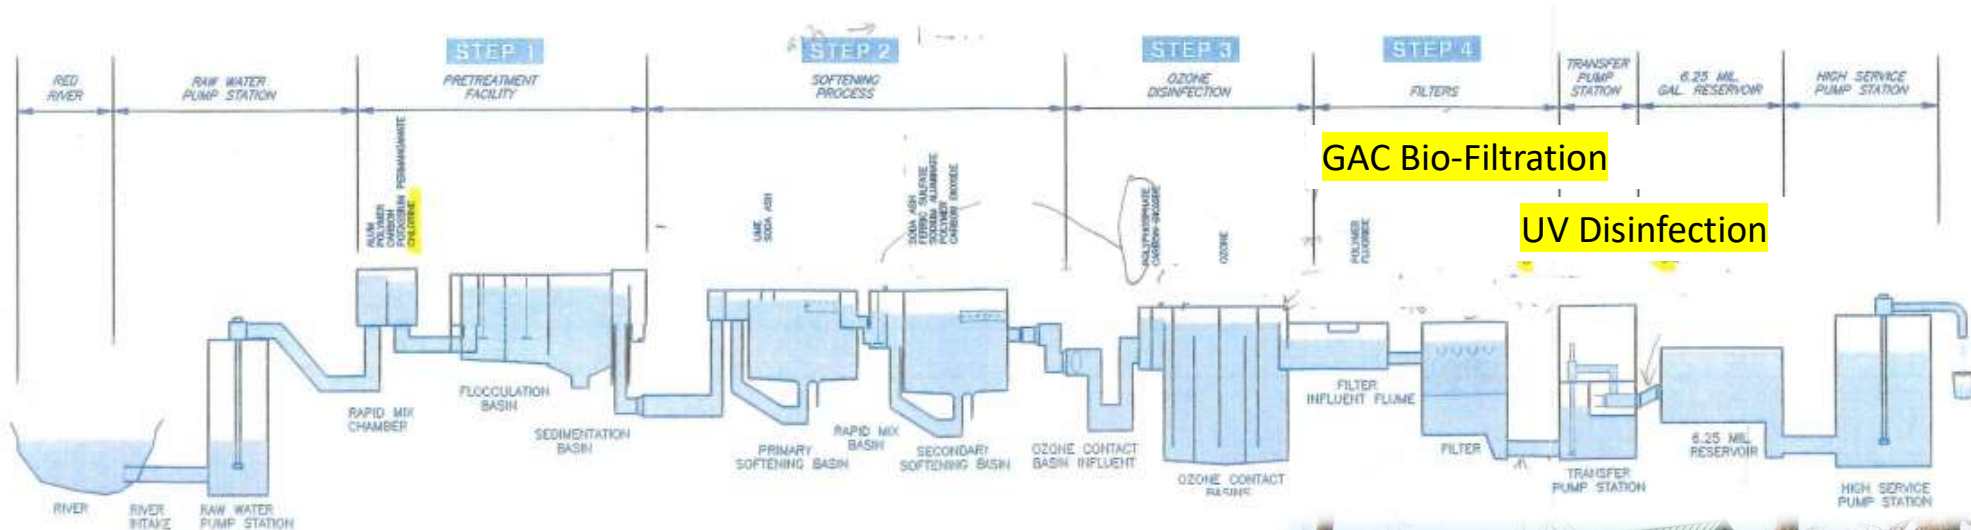 STEP 1
STEP 2
STEP 3
STEP 4
RED
RIVER
RAW WATER
PUMP STATION
PRETREATMENT
FACILITY
SOFTENING
PROCESS
OZONE
DISINFECTION
FILTERS
TRANSFER
PUMP
STATION
6.25 MIL.
GAL. RESERVOIR
HIGH SERVICE
PUMP STATION
GAC Bio-Filtration
UV Disinfection
ALUM
POLYMER
CARBON
POTASSIUM PERMANGANATE
CHLORINE
LIME
SODA ASH
SODA ASH
FERRIC SULFATE
SODIUM ALUMINATE
POLYMER
CARBON DIOXIDE
POLYPHOSPHATE
CARBON DIOXIDE
OZONE
POLYMER
FLUORIDE
RIVER
RIVER
INTAKE
RAW WATER
PUMP STATION
RAPID MIX
CHAMBER
FLOCCULATION
BASIN
SEDIMENTATION
BASIN
PRIMARY
SOFTENING BASIN
RAPID MIX
BASIN
SECONDARY
SOFTENING BASIN
OZONE CONTACT
BASIN INFLUENT
OZONE CONTACT
BASINS
FILTER
INFLUENT FLUME
FILTER
TRANSFER
PUMP STATION
6.25 MIL.
RESERVOIR
HIGH SERVICE
PUMP STATION